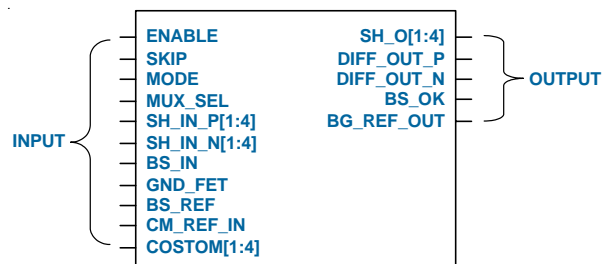 INPUT
ENABLE
SKIP
MODE
MUX_SEL
SH_IN_P[1:4]
SH_IN_N[1:4]
BS_IN
GND_FET
BS_REF
CM_REF_IN
COSTOM[1:4]
SH_O[1:4]
DIFF_OUT_P
DIFF_OUT_N
BS_OK
BG_REF_OUT
OUTPUT